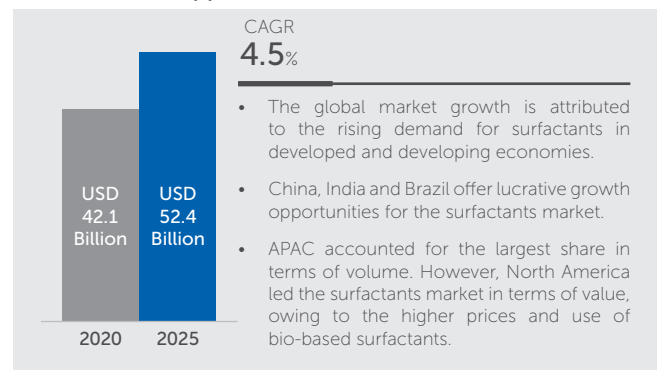 CAGR
4.5%
• The global market growth is attributed
to the rising demand for surfactants in
developed and developing economies.
• China, India and Brazil offer lucrative growth
opportunities for the surfactants market.
• APAC accounted for the largest share in
terms of volume. However, North America
led the surfactants market in terms of value,
owing to the higher prices and use of
bio-based surfactants.
USD
42.1
Billion
USD
52.4
Billion
2020
2025